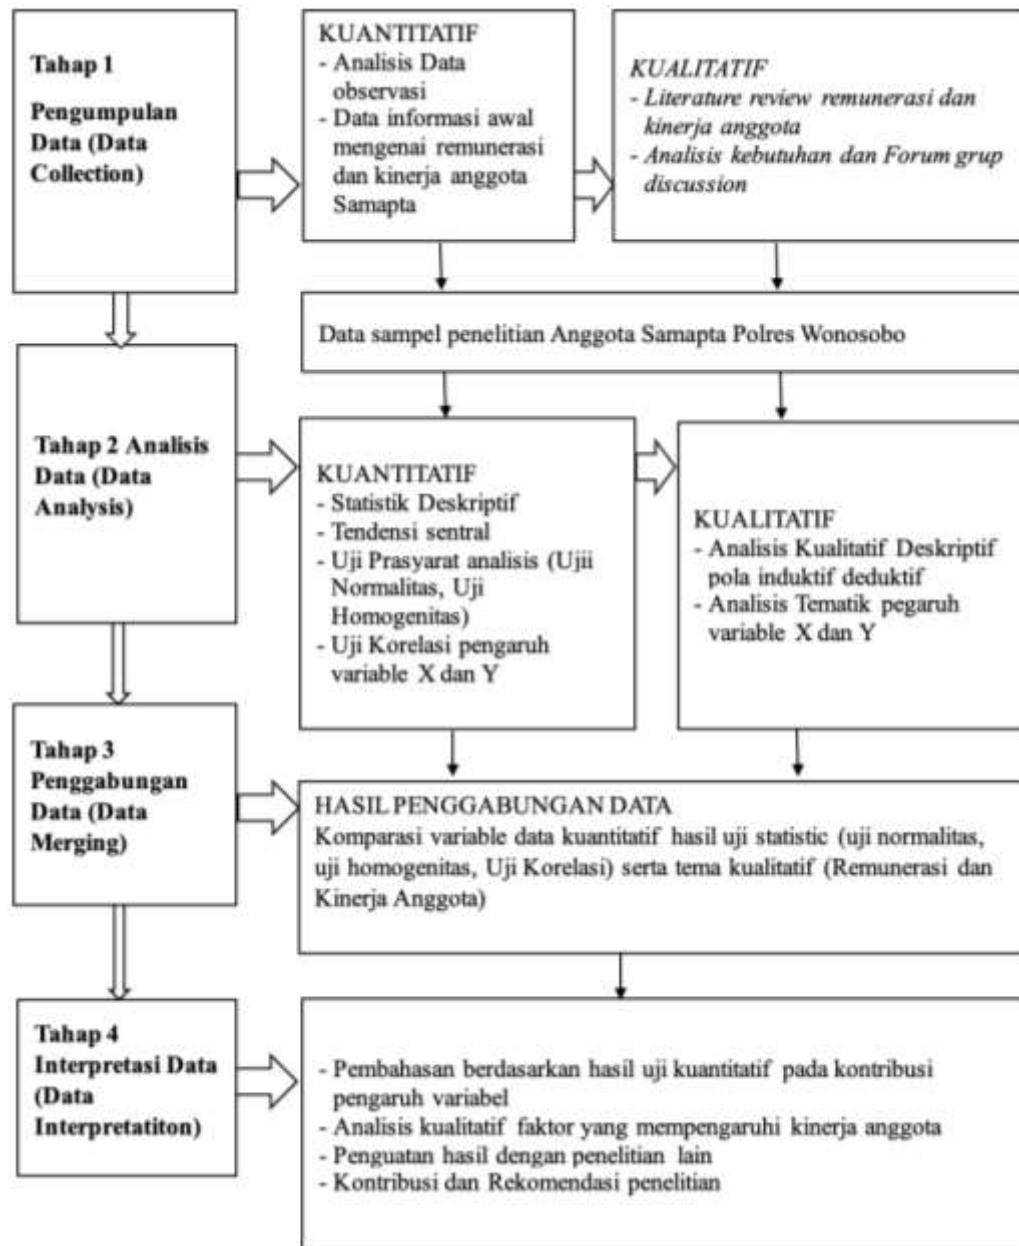 Tahap 1
Pengumpulan
Data (Data
Collection)
KUANTITATIF
- Analisis Data
observasi
- Data informasi awal
mengenai remunerasi
dan kinerja anggota
Samapta
KUALITATIF
- Literature review remunerasi dan
kinerja anggota
- Analisis kebutuhan dan Forum grup
discussion
Data sampel penelitian Anggota Samapta Polres Wonosobo
Tahap 2 Analisis
Data (Data
Analysis)
KUANTITATIF
- Statistik Deskriptif
- Tendensi sentral
- Uji Prasyarat analisis (Ujii
Normalitas, Uji
Homogenitas)
- Uji Korelasi pengaruh
variable X dan Y
KUALITATIF
- Analisis Kualitatif Deskriptif
pola induktif deduktif
- Analisis Tematik pegaruh
variable X dan Y
Tahap 3
Penggabungan
Data (Data
Merging)
HASIL PENGGABUNGAN DATA
Komparasi variable data kuantitatif hasil uji statistic (uji normalitas,
uji homogenitas, Uji Korelasi) serta tema kualitatif (Remunerasi dan
Kinerja Anggota)
Tahap 4
Interpretasi Data
(Data
Interpretatiton)
- Pembahasan berdasarkan hasil uji kuantitatif pada kontribusi
pengaruh variabel
- Analisis kualitatif faktor yang mempengaruhi kinerja anggota
- Penguatan hasil dengan penelitian lain
- Kontribusi dan Rekomendasi penelitian